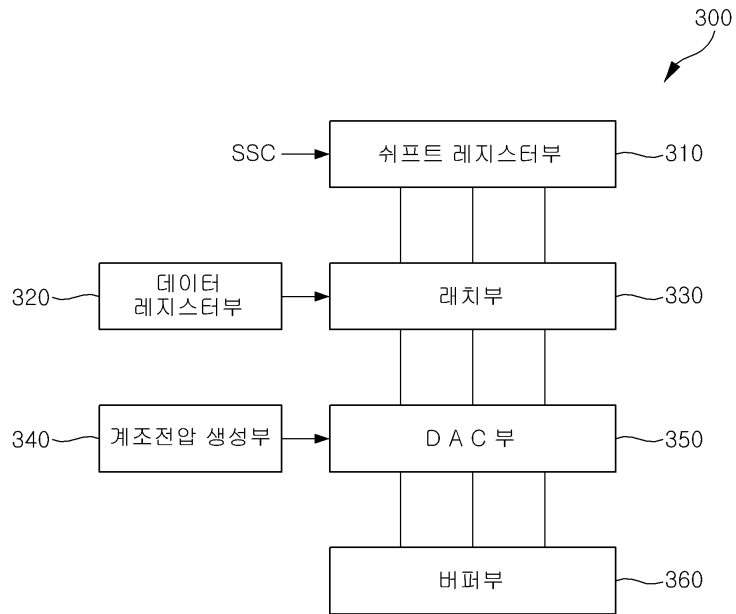 300
SSC
쉬프트 레지스터부
310
320
데이터
레지스터부
래치부
330
340
계조전압 생성부
D A C 부
350
버퍼부
360